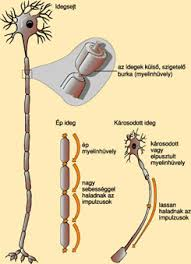 Idegsejt
az idegek külső, szigetelő
burka (myelinhüvely)
Ép ideg
Károsodott ideg
ép
myelinhüvely
károsodott
vagy
elpusztult
myelinhüvely
nagy
sebességgel
haladnak az
impulzusok
lassan
haladnak az
impulzusok